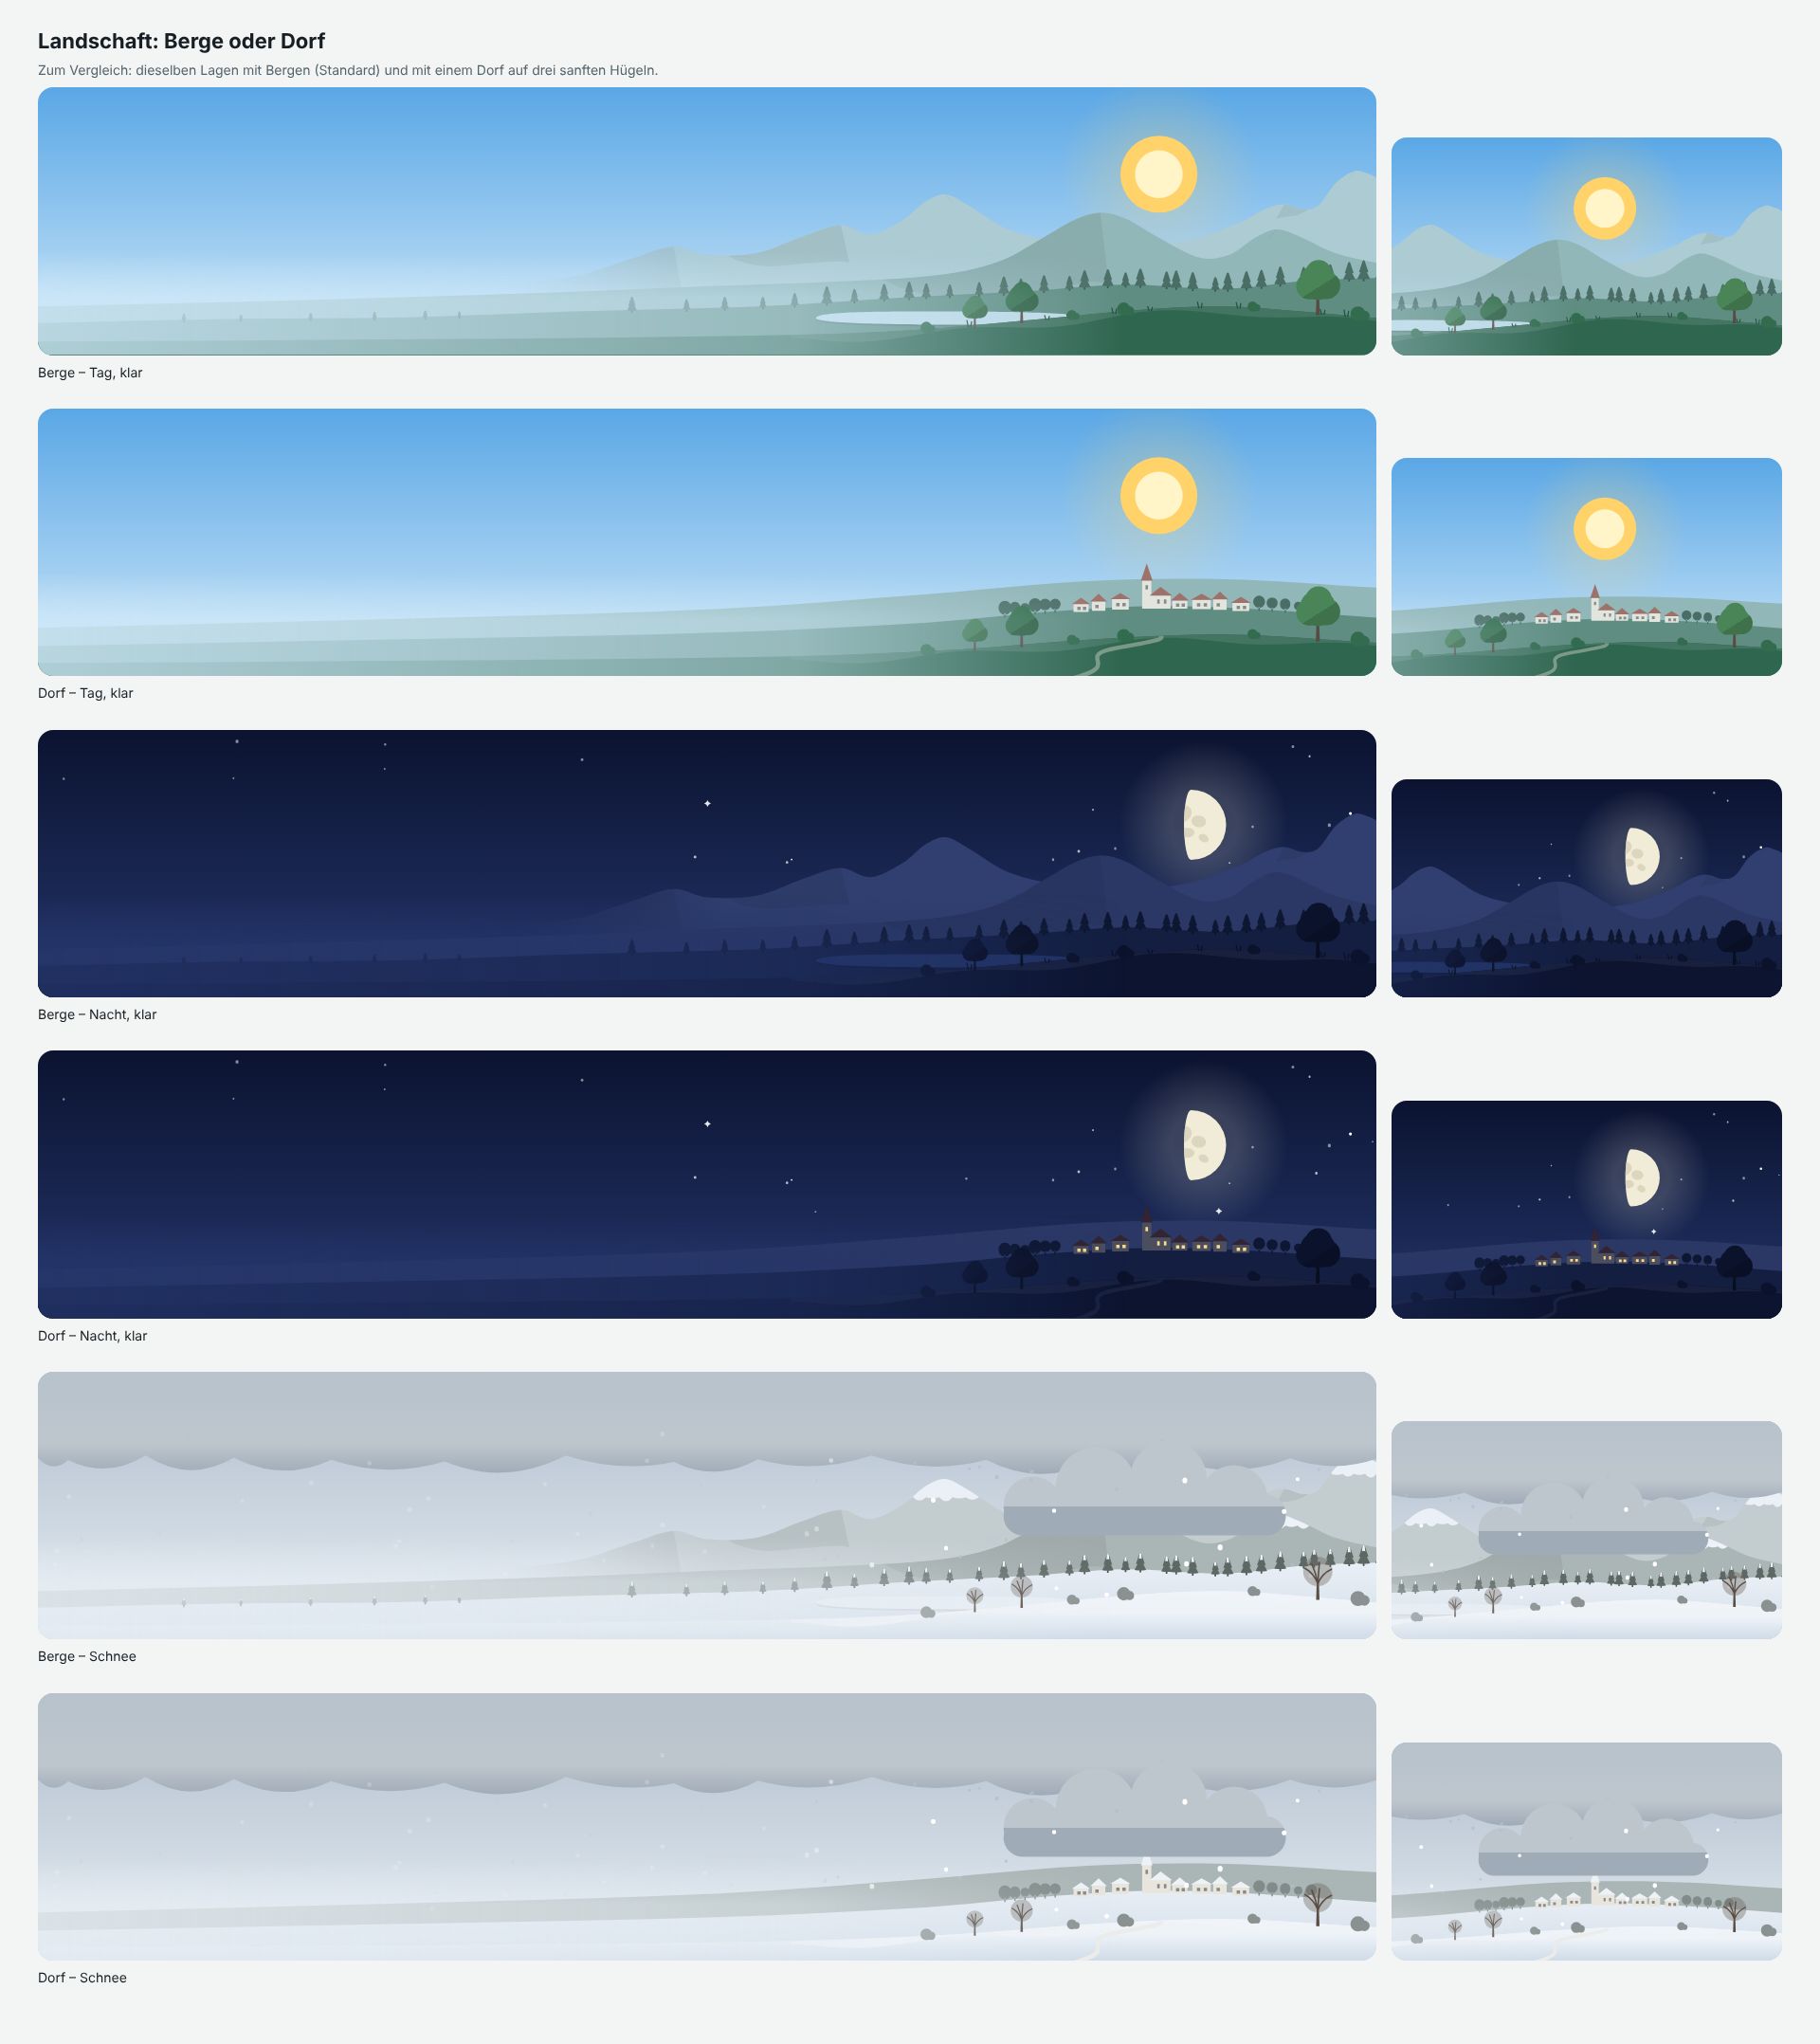 Landschaft: Berge oder Dorf
Zum Vergleich: dieselben Lagen mit Bergen (Standard) und mit einem Dorf auf drei sanften Hügeln.
Berge – Tag, klar
Dorf – Tag, klar
Berge – Nacht, klar
Dorf – Nacht, klar
Berge – Schnee
Dorf – Schnee